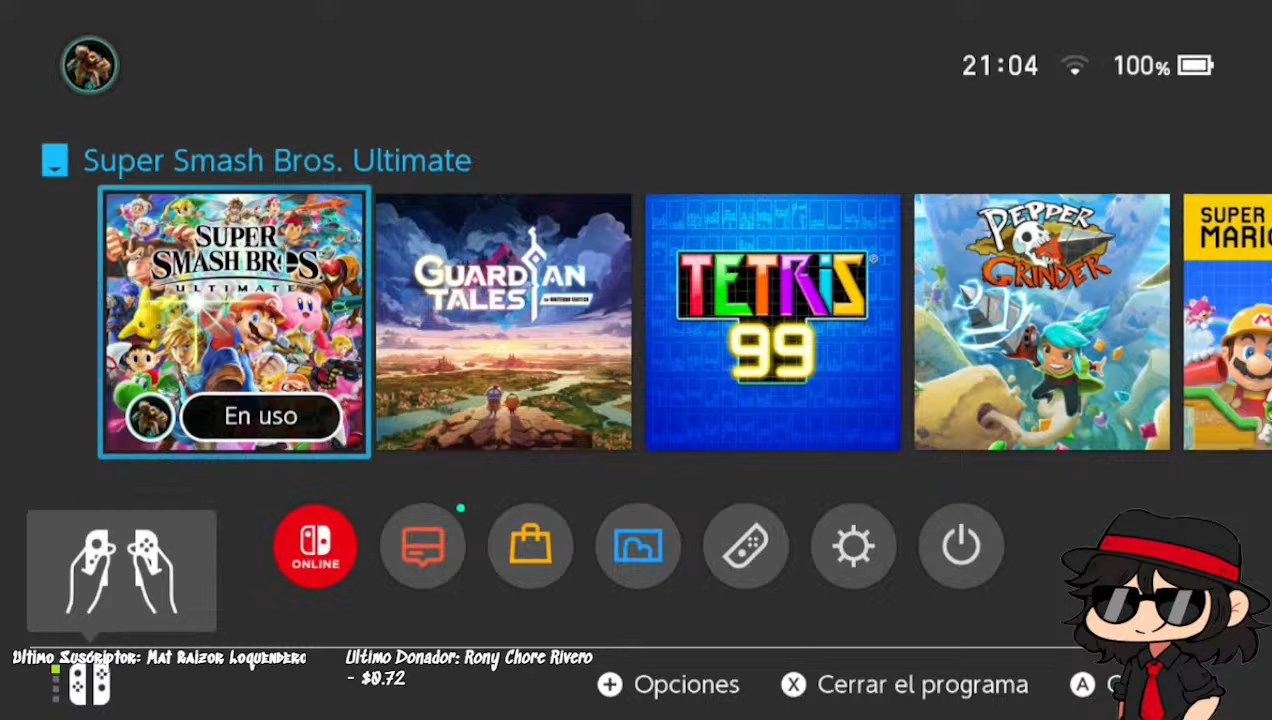 21:04 100%
Super Smash Bros. Ultimate
SUPER
SMASH BROS.
ULTIMATE
En uso
GUARDIAN
TALES
TETRIS®
99
PEPPER
GRINDER
SUPER
MARIO
ONLINE
Ultimo Suscriptor: Mat Raizor Loquendero
Ultimo Donador: Rony Chore Rivero
- $0.72
+ Opciones X Cerrar el programa A